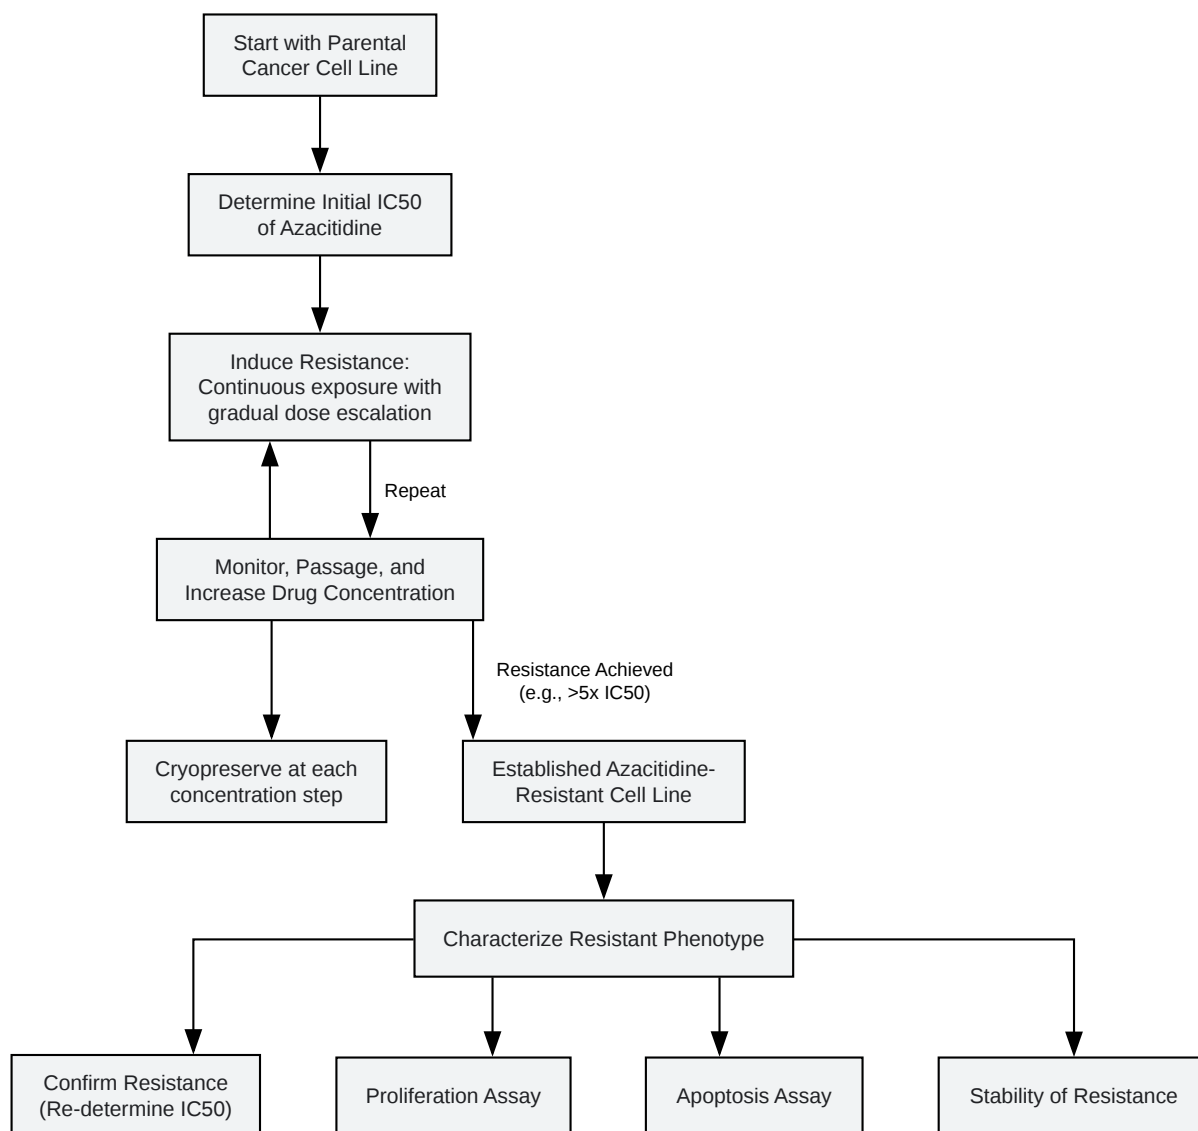 Start with Parental
Cancer Cell Line
Determine Initial IC50
of Azacitidine
Induce Resistance:
Continuous exposure with
gradual dose escalation
Repeat
Monitor, Passage, and
Increase Drug Concentration
Resistance Achieved
(e.g., >5x IC50)
Cryopreserve at each
concentration step
Established Azacitidine-
Resistant Cell Line
Characterize Resistant Phenotype
Confirm Resistance
(Re-determine IC50)
Proliferation Assay
Apoptosis Assay
Stability of Resistance